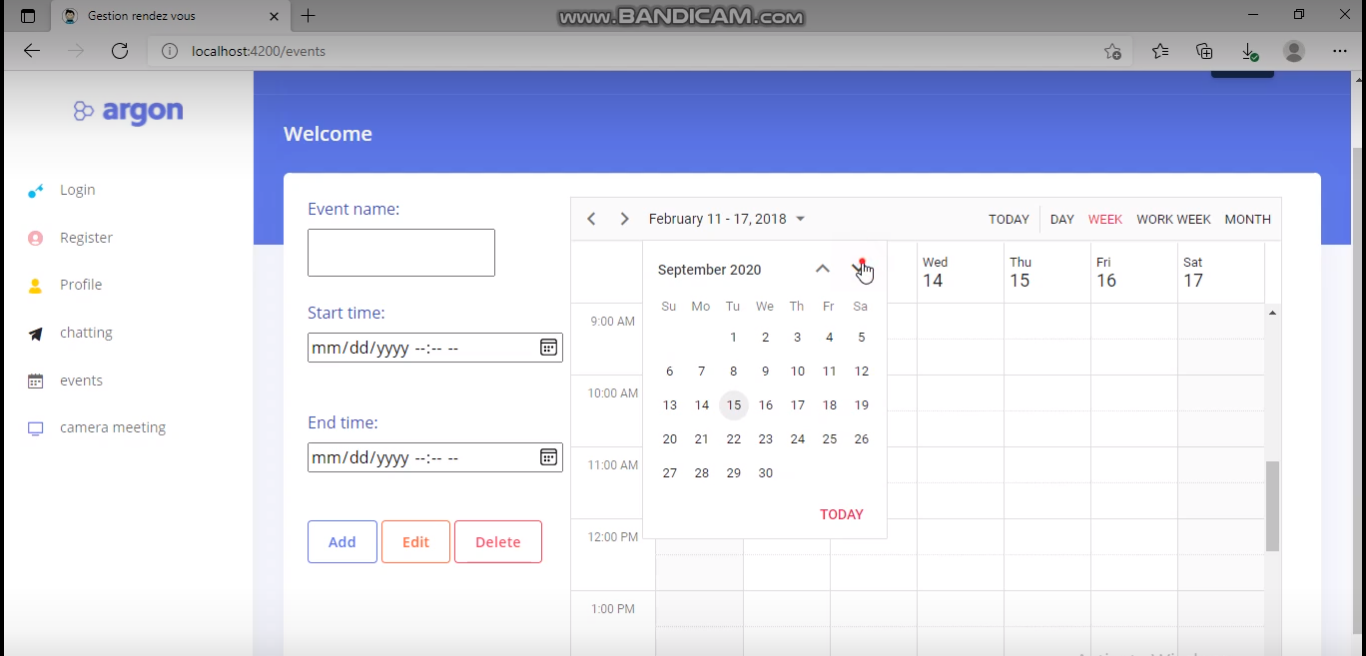 Gestion rendez vous
www.BANDICAM.com
localhost:4200/events
argon
Login
Register
Profile
chatting
events
camera meeting
Welcome
Event name:
Start time:
mm/dd/yyyy --:-- --
End time:
mm/dd/yyyy --:-- --
Add Edit Delete
February 11 - 17, 2018
TODAY DAY WEEK WORK WEEK MONTH
September 2020
Su Mo Tu We Th Fr Sa
1 2 3 4 5
6 7 8 9 10 11 12
13 14 15 16 17 18 19
20 21 22 23 24 25 26
27 28 29 30
TODAY
Wed Thu Fri Sat
14 15 16 17
9:00 AM
10:00 AM
11:00 AM
12:00 PM
1:00 PM